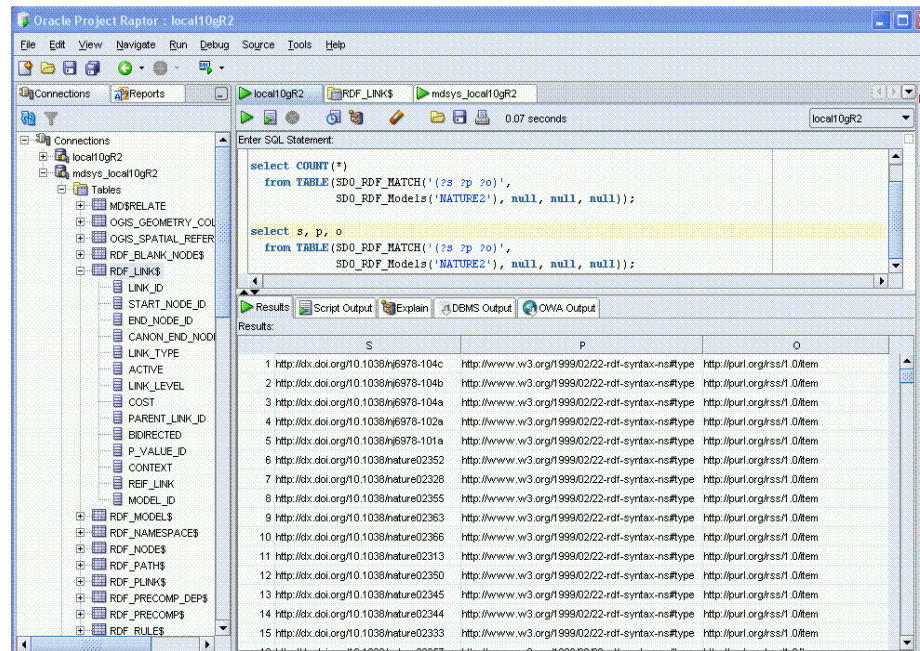 Oracle Project Raptor : local10gR2
File Edit View Navigate Run Debug Source Tools Help
Connections Reports
Connections
local10gR2
mdsys_local10gR2
Tables
MD$RELATE
OGIS_GEOMETRY_COL
OGIS_SPATIAL_REFER
RDF_BLANK_NODE$
RDF_LINK$
LINK_ID
START_NODE_ID
END_NODE_ID
CANON_END_NODI
LINK_TYPE
ACTIVE
LINK_LEVEL
COST
PARENT_LINK_ID
BIDIRECTED
P_VALUE_ID
CONTEXT
REIF_LINK
MODEL_ID
RDF_MODEL$
RDF_NAMESPACE$
RDF_NODE$
RDF_PATH$
RDF_PLINK$
RDF_PRECOMP_DEP$
RDF_PRECOMP$
RDF_RULE$
local10gR2 RDF_LINK$ mdsys_local10gR2
0.07 seconds local10gR2
Enter SQL Statement:
select COUNT(*)
from TABLE(SDO_RDF_MATCH('(?s ?p ?o)',
SDO_RDF_Models('NATURE2'), null, null, null));
select s, p, o
from TABLE(SDO_RDF_MATCH('(?s ?p ?o)',
SDO_RDF_Models('NATURE2'), null, null, null));
Results Script Output Explain DBMS Output OWA Output
Results:
S P O
1 http://dx.doi.org/10.1038/nj6978-104c http://www.w3.org/1999/02/22-rdf-syntax-ns#type http://purl.org/rss/1.0/item
2 http://dx.doi.org/10.1038/nj6978-104b http://www.w3.org/1999/02/22-rdf-syntax-ns#type http://purl.org/rss/1.0/item
3 http://dx.doi.org/10.1038/nj6978-104a http://www.w3.org/1999/02/22-rdf-syntax-ns#type http://purl.org/rss/1.0/item
4 http://dx.doi.org/10.1038/nj6978-102a http://www.w3.org/1999/02/22-rdf-syntax-ns#type http://purl.org/rss/1.0/item
5 http://dx.doi.org/10.1038/nj6978-101a http://www.w3.org/1999/02/22-rdf-syntax-ns#type http://purl.org/rss/1.0/item
6 http://dx.doi.org/10.1038/nature02352 http://www.w3.org/1999/02/22-rdf-syntax-ns#type http://purl.org/rss/1.0/item
7 http://dx.doi.org/10.1038/nature02328 http://www.w3.org/1999/02/22-rdf-syntax-ns#type http://purl.org/rss/1.0/item
8 http://dx.doi.org/10.1038/nature02355 http://www.w3.org/1999/02/22-rdf-syntax-ns#type http://purl.org/rss/1.0/item
9 http://dx.doi.org/10.1038/nature02363 http://www.w3.org/1999/02/22-rdf-syntax-ns#type http://purl.org/rss/1.0/item
10 http://dx.doi.org/10.1038/nature02366 http://www.w3.org/1999/02/22-rdf-syntax-ns#type http://purl.org/rss/1.0/item
11 http://dx.doi.org/10.1038/nature02313 http://www.w3.org/1999/02/22-rdf-syntax-ns#type http://purl.org/rss/1.0/item
12 http://dx.doi.org/10.1038/nature02350 http://www.w3.org/1999/02/22-rdf-syntax-ns#type http://purl.org/rss/1.0/item
13 http://dx.doi.org/10.1038/nature02345 http://www.w3.org/1999/02/22-rdf-syntax-ns#type http://purl.org/rss/1.0/item
14 http://dx.doi.org/10.1038/nature02344 http://www.w3.org/1999/02/22-rdf-syntax-ns#type http://purl.org/rss/1.0/item
15 http://dx.doi.org/10.1038/nature02333 http://www.w3.org/1999/02/22-rdf-syntax-ns#type http://purl.org/rss/1.0/item